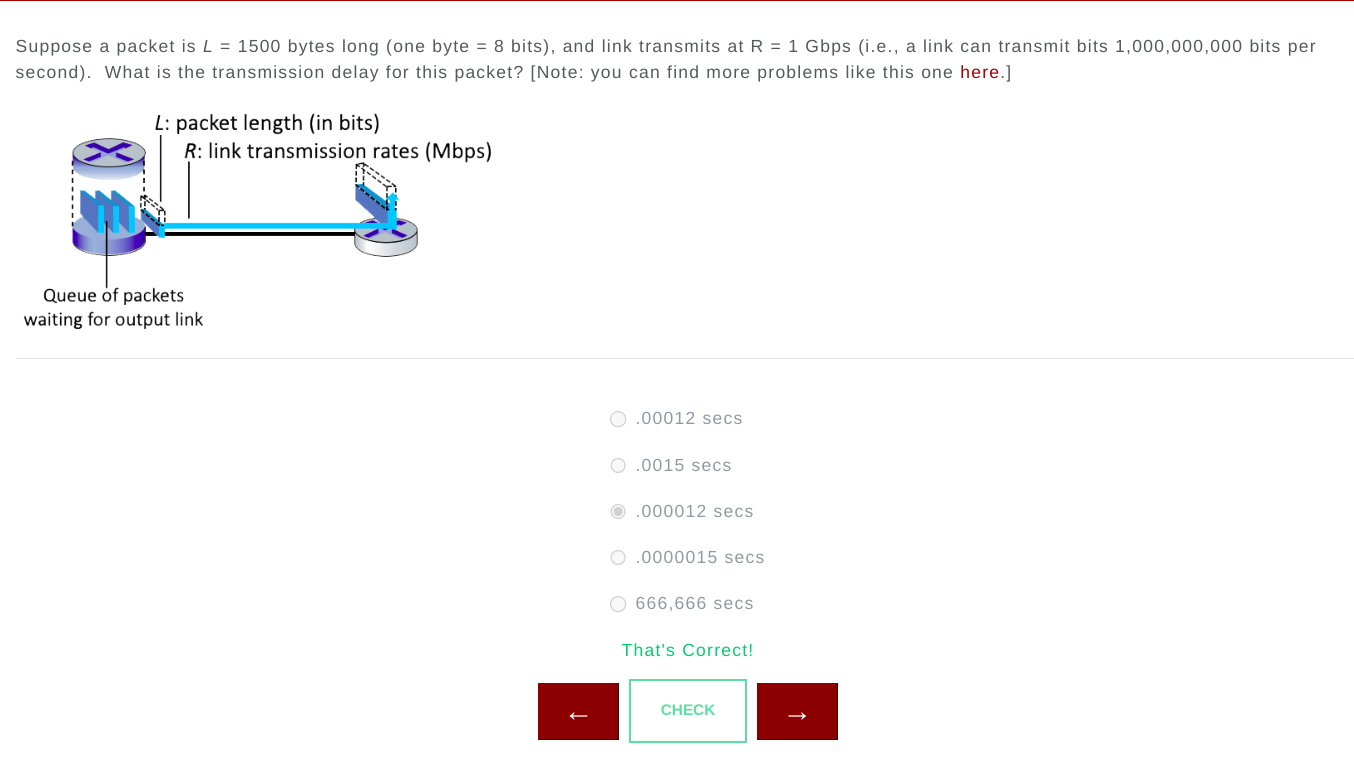 Suppose a packet is L = 1500 bytes long (one byte = 8 bits), and link transmits at R = 1 Gbps (i.e., a link can transmit bits 1,000,000,000 bits per
second).  What is the transmission delay for this packet? [Note: you can find more problems like this one here.]
L: packet length (in bits)
R: link transmission rates (Mbps)
Queue of packets
waiting for output link
.00012 secs
.0015 secs
.000012 secs
.0000015 secs
666,666 secs
That's Correct!
← CHECK →